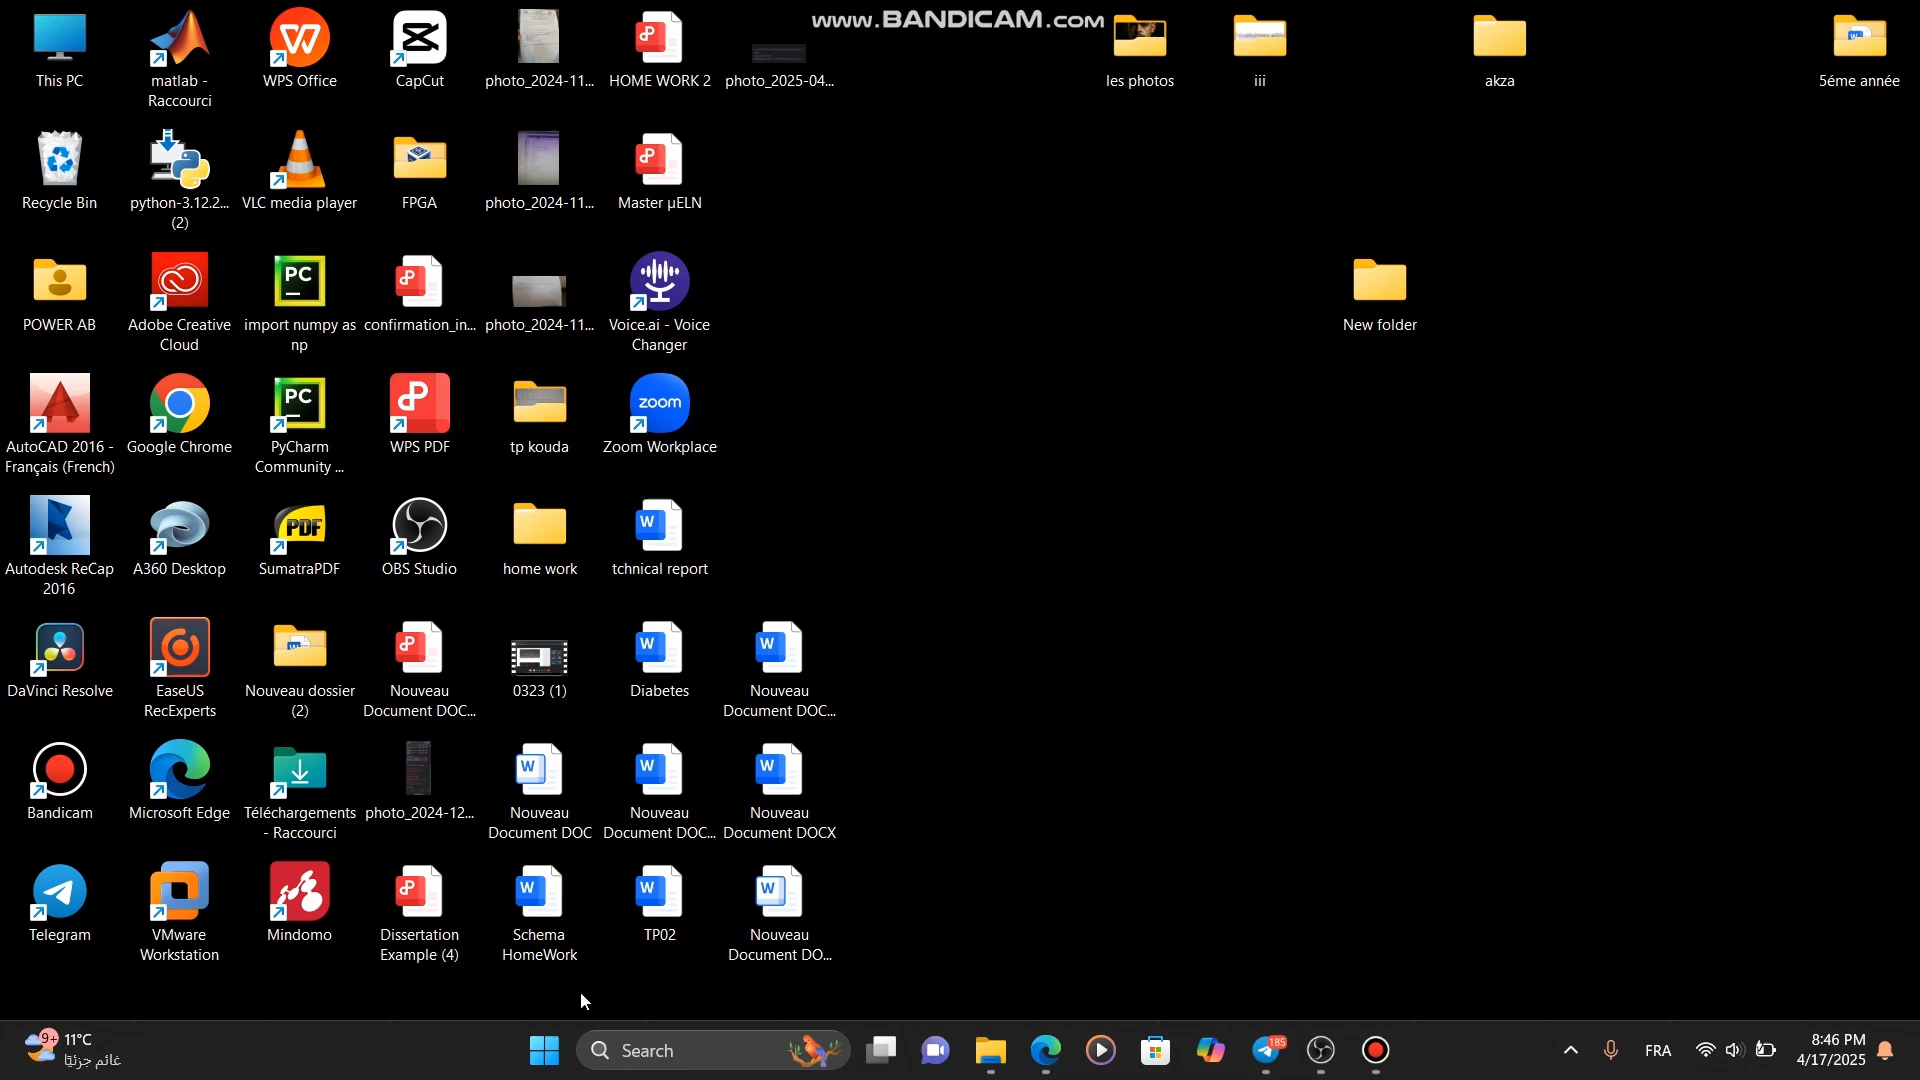 www.BANDICAM.com
This PC
matlab -
Raccourci
WPS Office
CapCut
photo_2024-11...
HOME WORK 2
photo_2025-04...
les photos
iii
akza
5éme année
Recycle Bin
python-3.12.2...
(2)
VLC media player
FPGA
photo_2024-11...
Master µELN
POWER AB
Adobe Creative
Cloud
import numpy as
np
confirmation_in...
photo_2024-11...
Voice.ai - Voice
Changer
New folder
AutoCAD 2016 -
Français (French)
Google Chrome
PyCharm
Community ...
WPS PDF
tp kouda
zoom
Zoom Workplace
Autodesk ReCap
2016
A360 Desktop
PDF
SumatraPDF
OBS Studio
home work
tchnical report
DaVinci Resolve
EaseUS
RecExperts
Nouveau dossier
(2)
Nouveau
Document DOC...
0323 (1)
Diabetes
Nouveau
Document DOC...
Bandicam
Microsoft Edge
Téléchargements
- Raccourci
photo_2024-12...
Nouveau
Document DOC
Nouveau
Document DOC...
Nouveau
Document DOCX
Telegram
VMware
Workstation
Mindomo
Dissertation
Example (4)
Schema
HomeWork
TP02
Nouveau
Document DO...
9+
11°C
غائم جزئيًا
Search
185
FRA
8:46 PM
4/17/2025